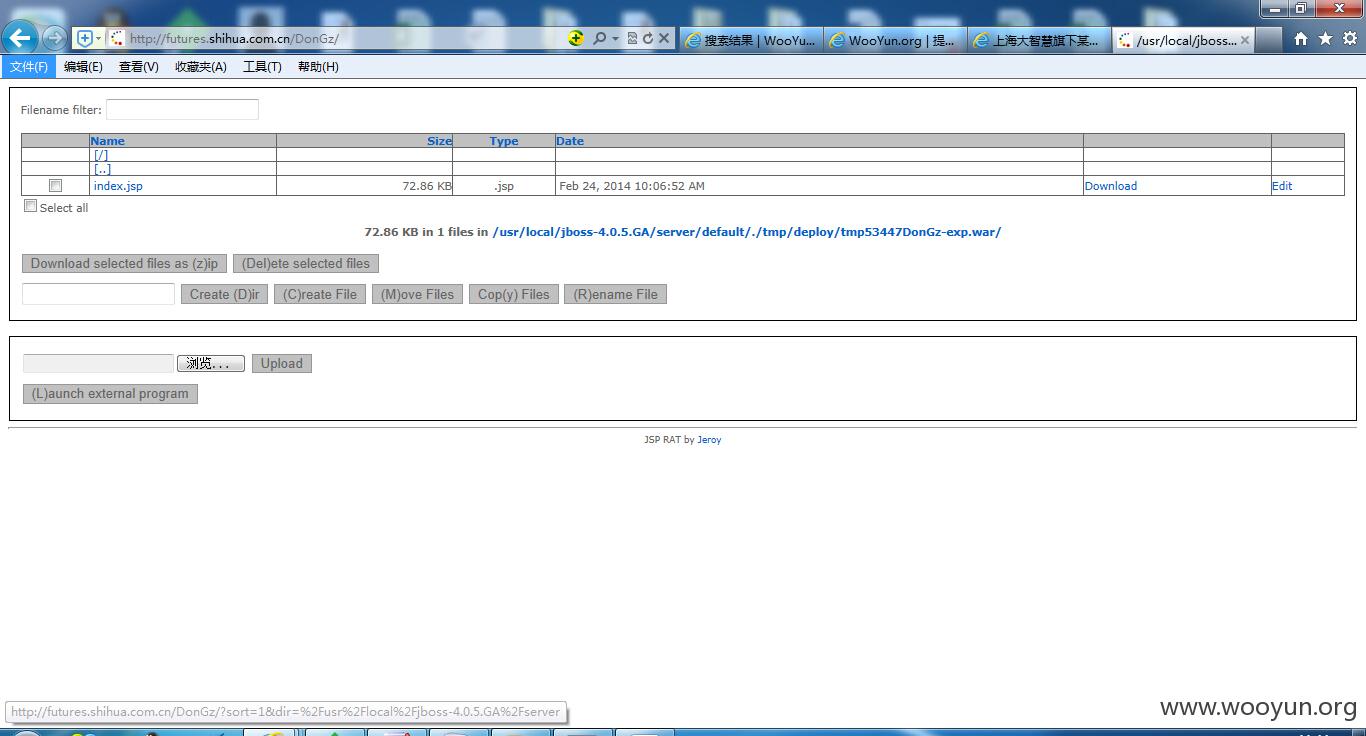 http://futures.shihua.com.cn/DonGz/
搜索结果 | WooYu...
WooYun.org | 提...
上海大智慧旗下某...
/usr/local/jboss...
文件(F) 编辑(E) 查看(V) 收藏夹(A) 工具(T) 帮助(H)
Filename filter:
Name Size Type Date
[/]
[..]
index.jsp 72.86 KB .jsp Feb 24, 2014 10:06:52 AM Download Edit
Select all
72.86 KB in 1 files in /usr/local/jboss-4.0.5.GA/server/default/./tmp/deploy/tmp53447DonGz-exp.war/
Download selected files as (z)ip (Del)ete selected files
Create (D)ir (C)reate File (M)ove Files Cop(y) Files (R)ename File
浏览... Upload
(L)aunch external program
JSP RAT by Jeroy
http://futures.shihua.com.cn/DonGz/?sort=1&dir=%2Fusr%2Flocal%2Fjboss-4.0.5.GA%2Fserver
www.wooyun.org